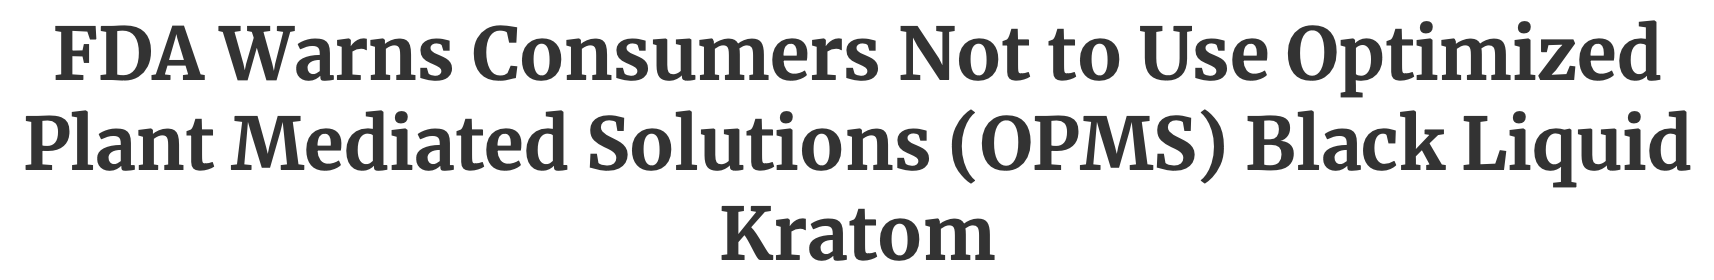 FDA Warns Consumers Not to Use Optimized
Plant Mediated Solutions (OPMS) Black Liquid
Kratom